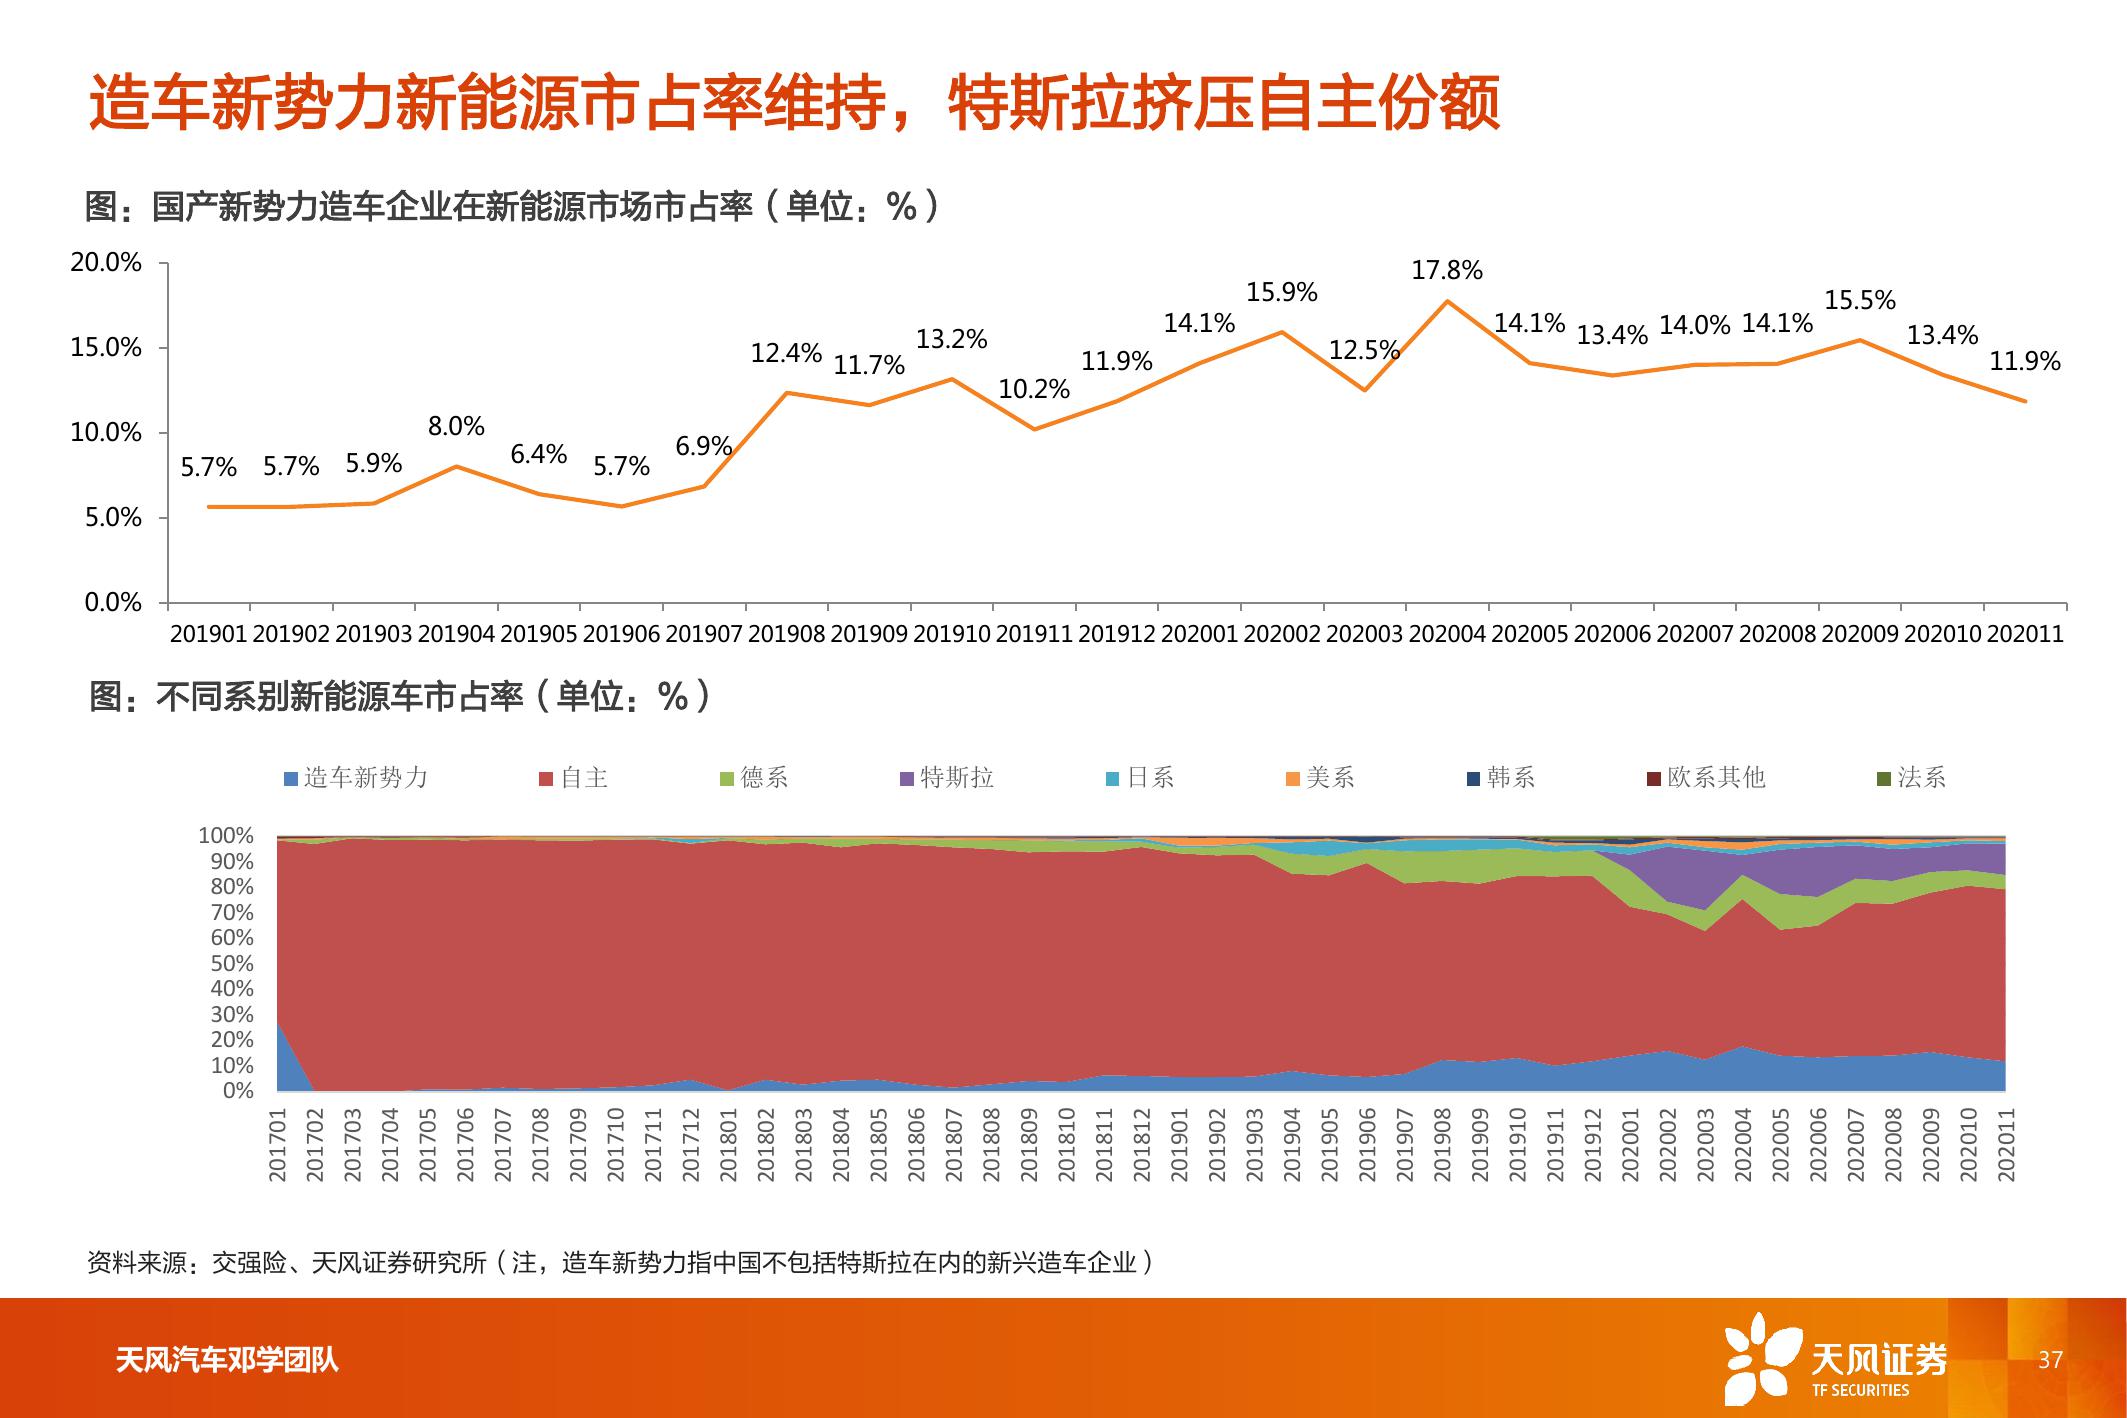 造车新势力新能源市占率维持，特斯拉挤压自主份额
图：国产新势力造车企业在新能源市场市占率（单位：%）
20.0%
15.0%
10.0%
5.0%
0.0%
5.7% 5.7% 5.9% 8.0% 6.4% 5.7% 6.9% 12.4% 11.7% 13.2% 10.2% 11.9% 14.1% 15.9% 12.5% 17.8% 14.1% 13.4% 14.0% 14.1% 15.5% 13.4% 11.9%
201901 201902 201903 201904 201905 201906 201907 201908 201909 201910 201911 201912 202001 202002 202003 202004 202005 202006 202007 202008 202009 202010 202011
图：不同系别新能源车市占率（单位：%）
造车新势力 自主 德系 特斯拉 日系 美系 韩系 欧系其他 法系
100%
90%
80%
70%
60%
50%
40%
30%
20%
10%
0%
201701 201702 201703 201704 201705 201706 201707 201708 201709 201710 201711 201712 201801 201802 201803 201804 201805 201806 201807 201808 201809 201810 201811 201812 201901 201902 201903 201904 201905 201906 201907 201908 201909 201910 201911 201912 202001 202002 202003 202004 202005 202006 202007 202008 202009 202010 202011
资料来源：交强险、天风证券研究所（注，造车新势力指中国不包括特斯拉在内的新兴造车企业）
天风汽车邓学团队
天风证券
TF SECURITIES
37